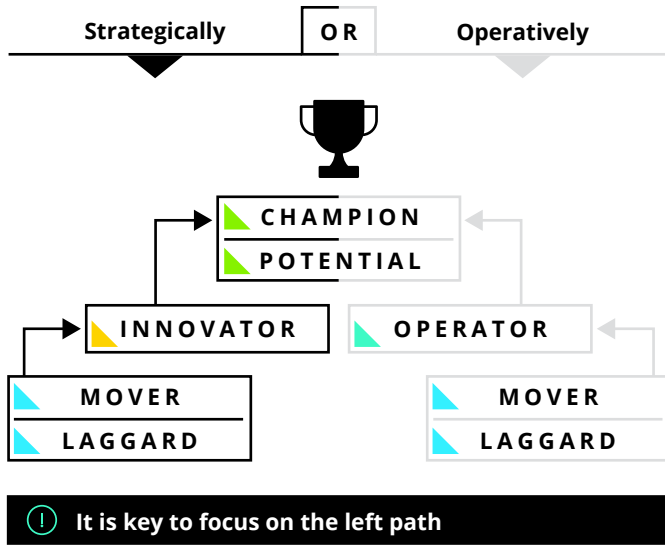 Strategically
OR
Operatively
CHAMPION
POTENTIAL
INNOVATOR
OPERATOR
MOVER
LAGGARD
MOVER
LAGGARD
! It is key to focus on the left path